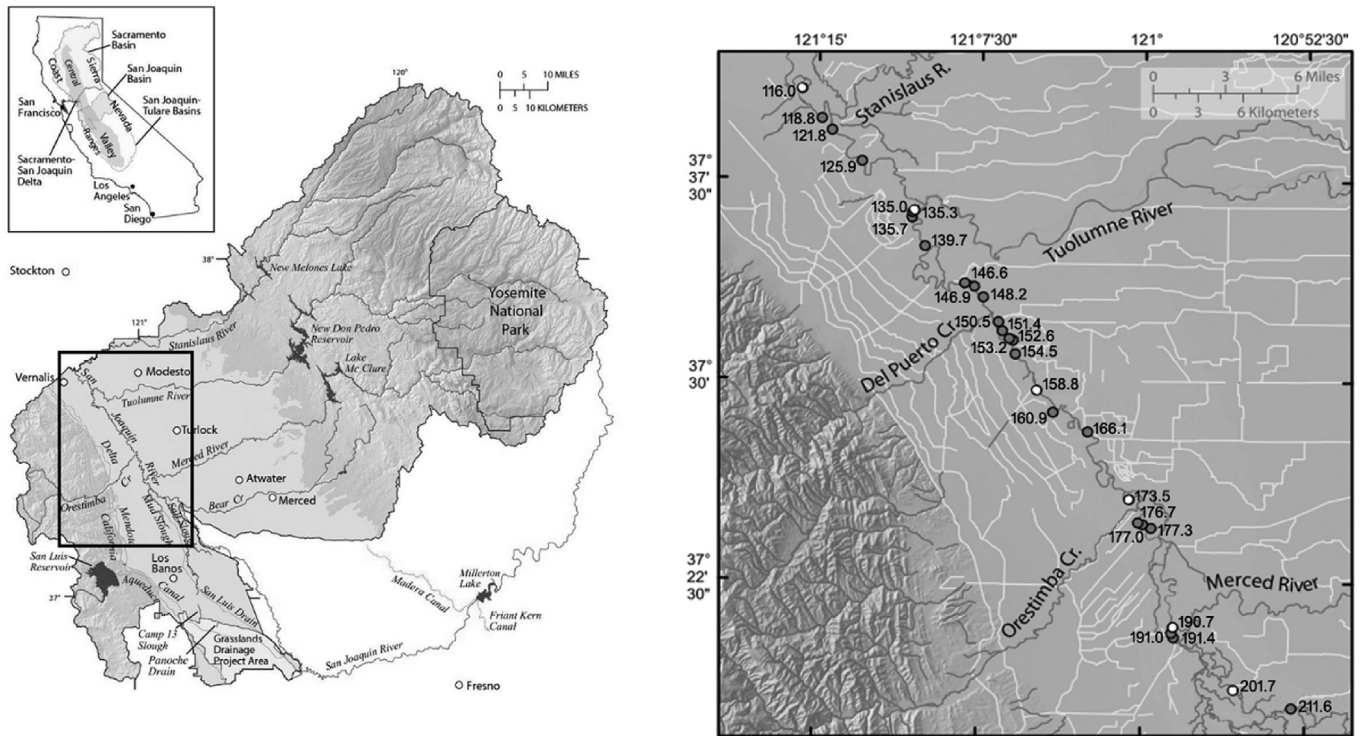 Sacramento
Basin
San Joaquin
Basin
San Joaquin-
Tulare Basins
Coast
Ranges
Central
Valley
Sierra
Nevada
San
Francisco
Sacramento-
San Joaquin
Delta
Los
Angeles
San
Diego
120°
0 5 10 MILES
0 5 10 KILOMETERS
Stockton
38°
New Melones Lake
Yosemite
National
Park
121°
Stanislaus River
New Don Pedro
Reservoir
Lake
Mc Clure
Vernalis
Modesto
San
Joaquin
River
Tuolumne River
Turlock
Delta
Mendota
Canal
Merced River
Atwater
Merced
Bear Cr
Orestimba
Cr
Mud Slough
Salt Slough
California
Aqueduct
San Luis
Reservoir
Los
Banos
37°
San Luis Drain
Madera Canal
Millerton
Lake
Friant Kern
Canal
Camp 13
Slough
Panoche
Drain
Grasslands
Drainage
Project Area
San Joaquin River
Fresno
121°15' 121°7'30" 121° 120°52'30"
0 3 6 Miles
0 3 6 Kilometers
Stanislaus R.
116.0
118.8
121.8
125.9
37°
37'
30"
135.0
135.3
135.7
139.7
Tuolumne River
146.6
146.9
148.2
150.5
151.4
152.6
153.2
154.5
Del Puerto Cr.
37°
30'
158.8
160.9
166.1
173.5
176.7
177.0
177.3
Orestimba Cr.
37°
22'
30"
Merced River
190.7
191.0
191.4
201.7
211.6